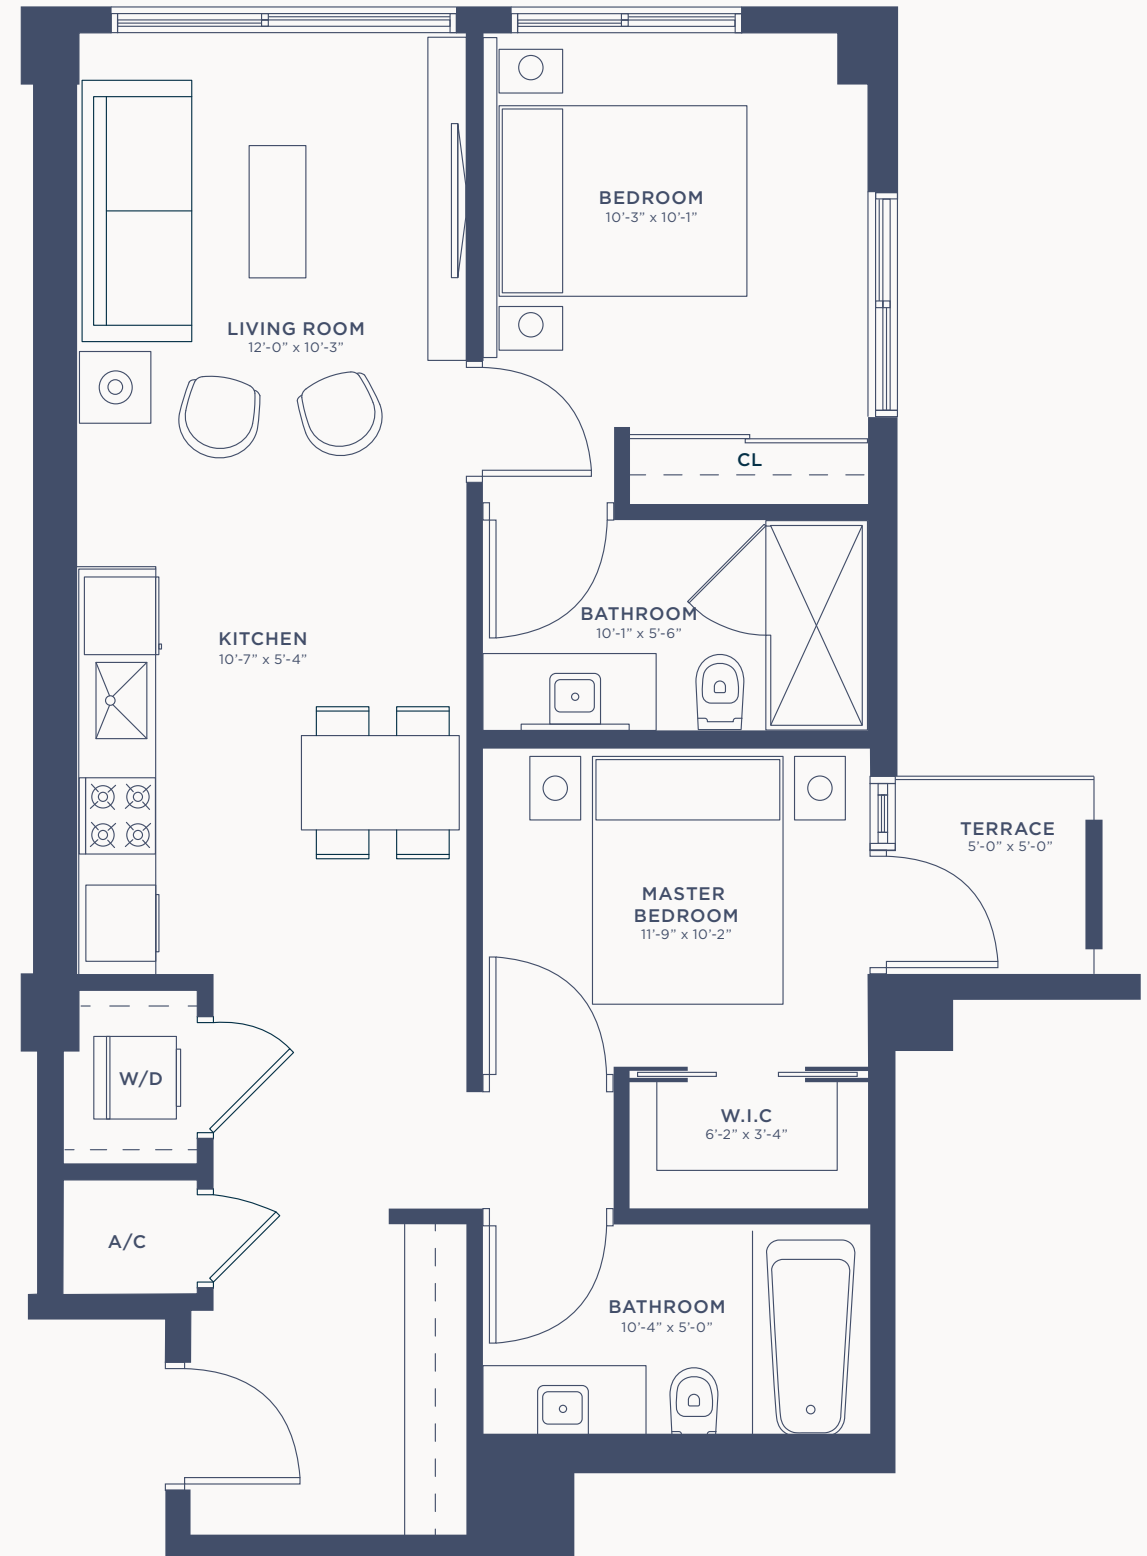 BEDROOM
10'-3” x 10'-1”
LIVING ROOM
12'-0” x 10'-3”
CL
BATHROOM
10'-1” x 5'-6”
KITCHEN
10'-7” x 5'-4”
TERRACE
5'-0” x 5'-0”
MASTER
BEDROOM
11'-9” x 10'-2”
W/D
W.I.C
6'-2” x 3'-4”
A/C
BATHROOM
10'-4” x 5'-0”